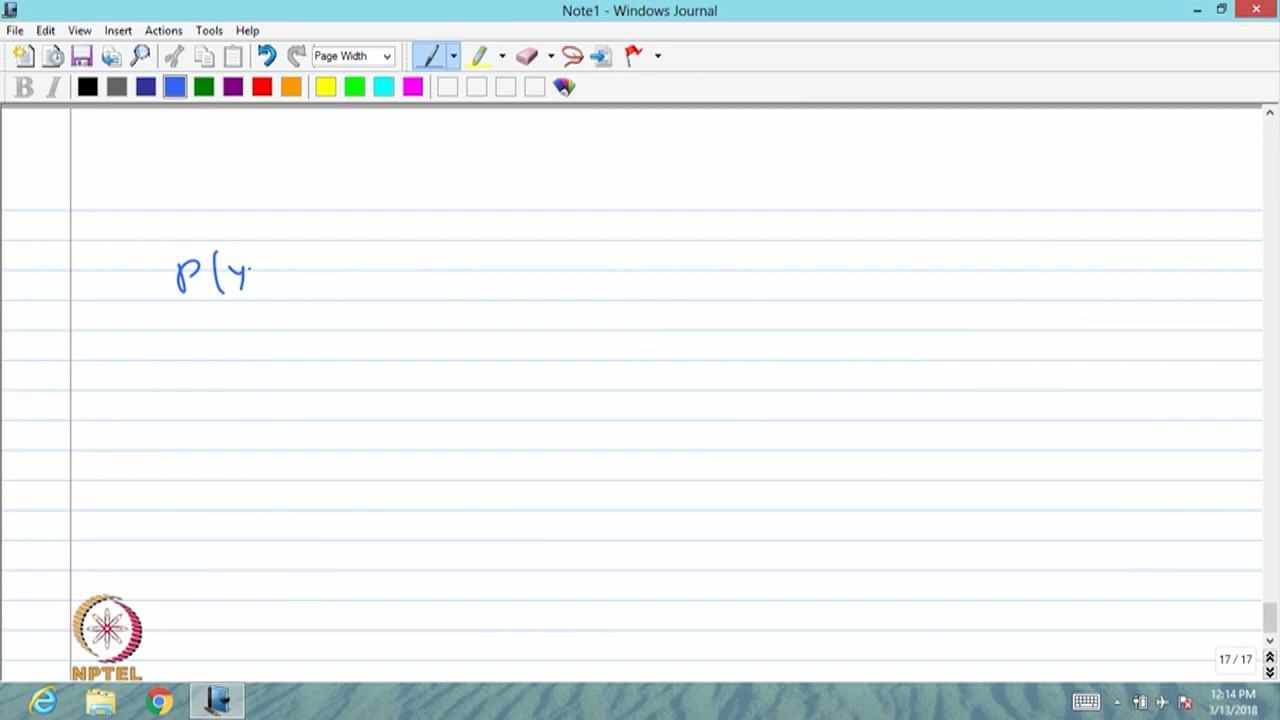 Note1 - Windows Journal
File Edit View Insert Actions Tools Help
Page Width
B I
P(y
NPTEL
17 / 17
12:14 PM
3/13/2018